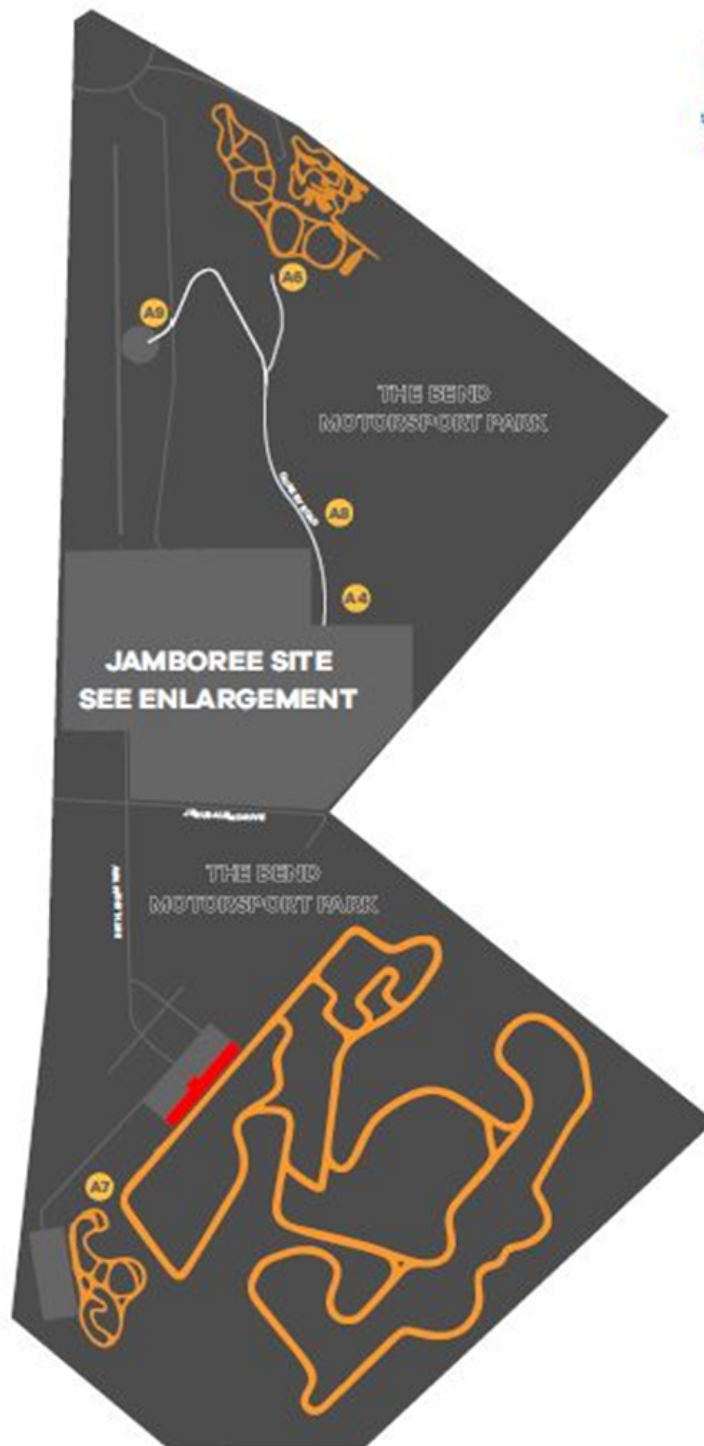 A6
A9
THE BEND
MOTORSPORT PARK
A8
A4
JAMBOREE SITE
SEE ENLARGEMENT
THE BEND
MOTORSPORT PARK
A7